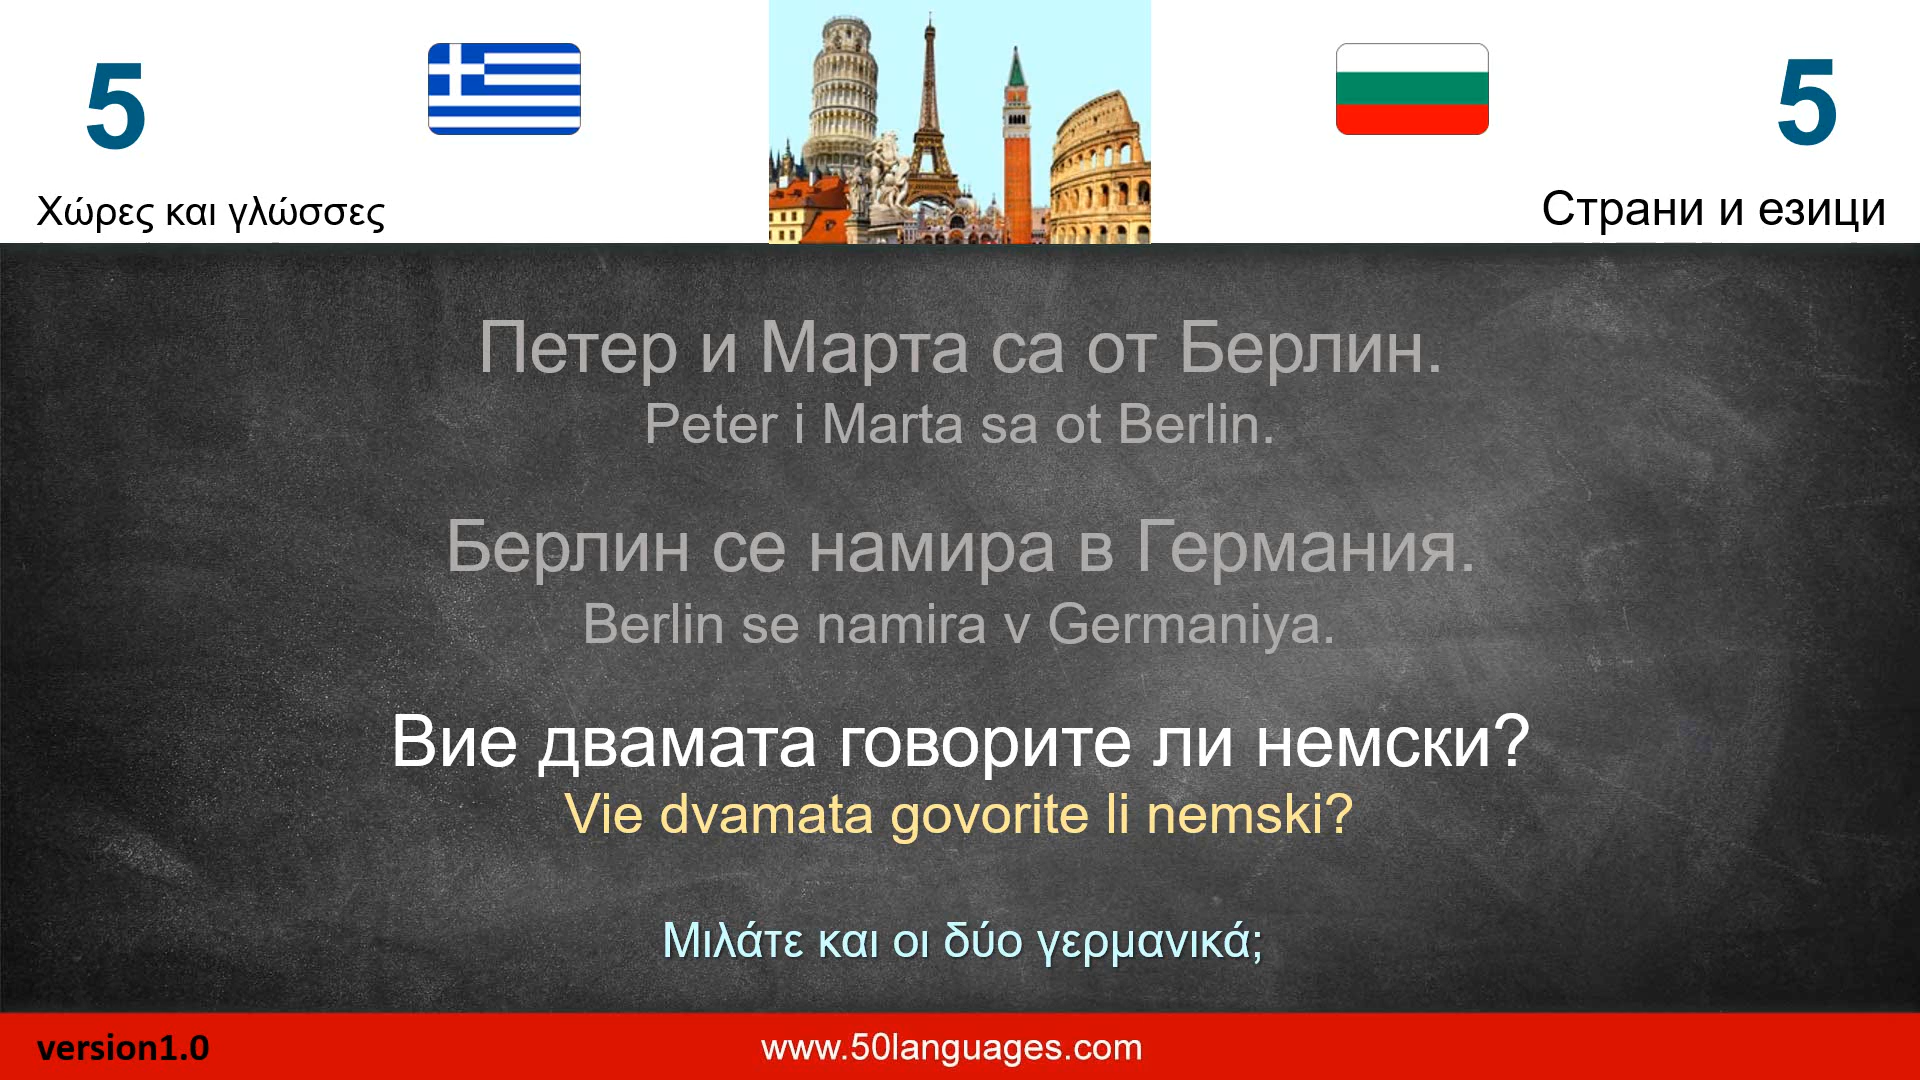 5
5
Χώρες και γλώσσες
Страни и езици
Петер и Марта са от Берлин.
Peter i Marta sa ot Berlin.
Берлин се намира в Германия.
Berlin se namira v Germaniya.
Вие двамата говорите ли немски?
Vie dvamata govorite li nemski?
Μιλάτε και οι δύο γερμανικά;
version1.0
www.50languages.com